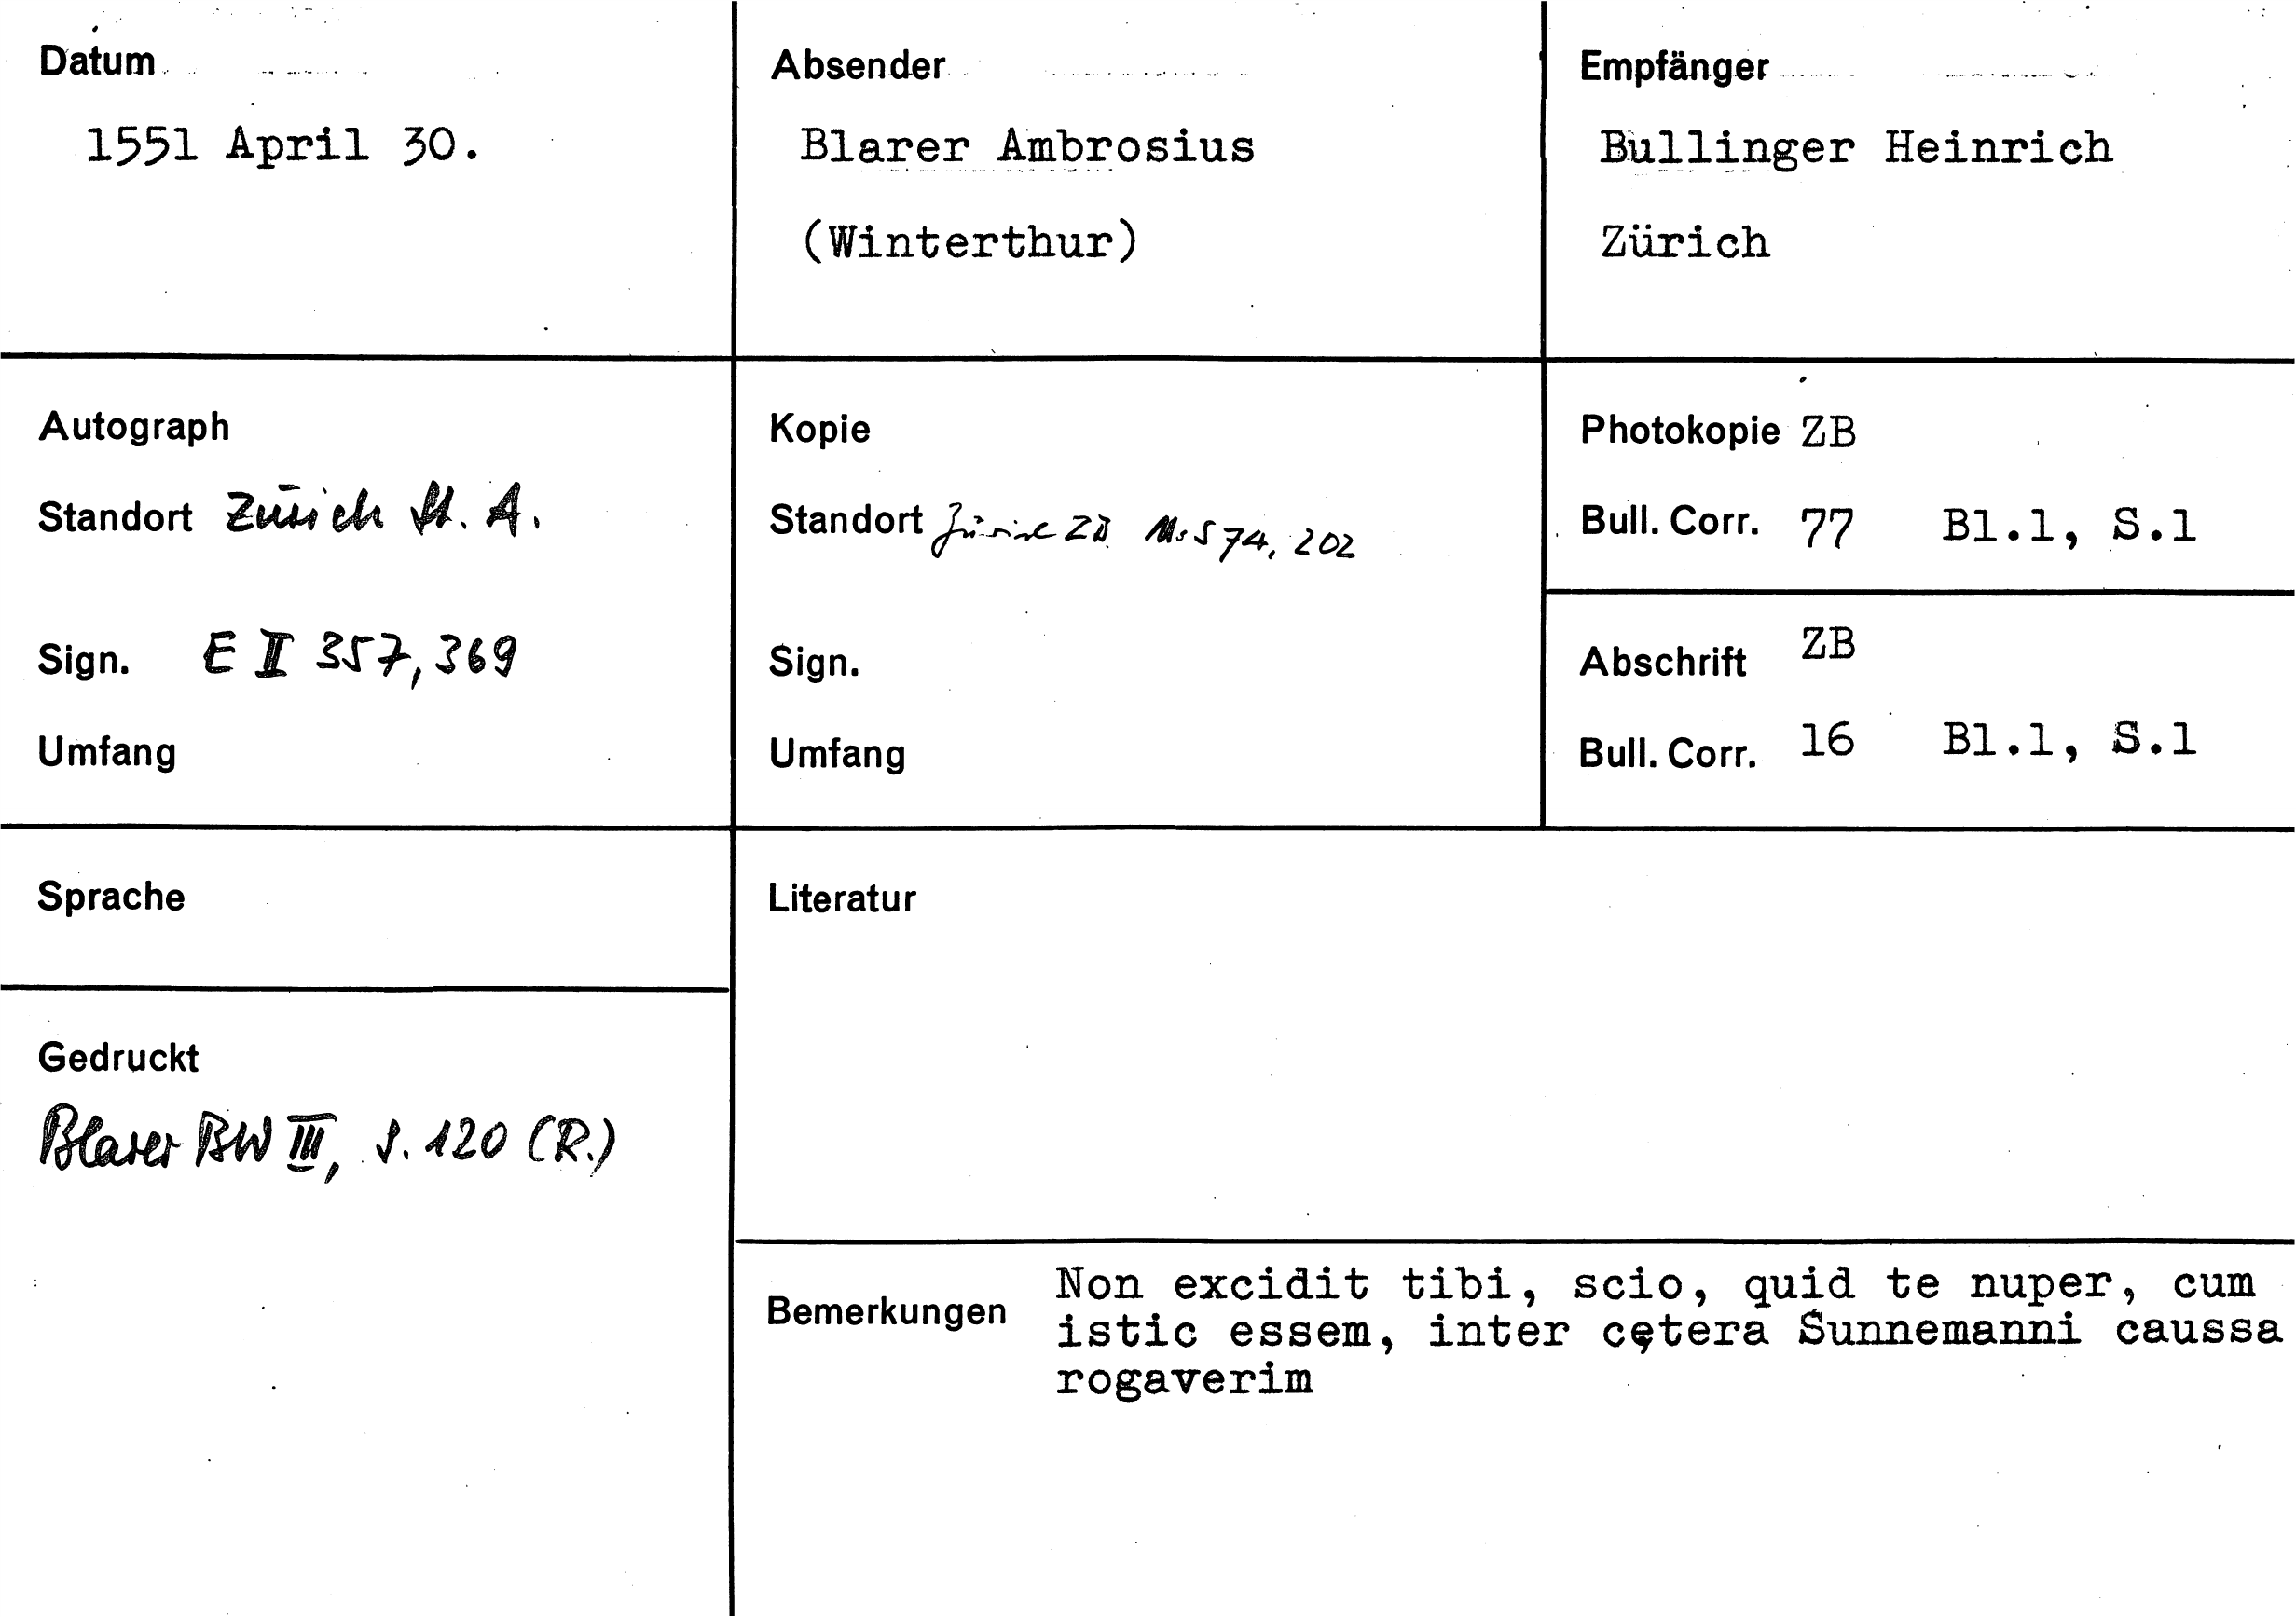 Datum
1551 April 30.
Absender
Blarer Ambrosius
(Winterthur)
Empfänger
Bullinger Heinrich
Zürich
Autograph
Standort Zürich St. A.
Sign. E II 357, 369
Umfang
Kopie
Standort Zürich ZB Ms S 74, 202
Sign.
Umfang
Photokopie ZB
Bull. Corr. 77 Bl.1, S.1
Abschrift ZB
Bull. Corr. 16 Bl.1, S.1
Sprache
Gedruckt
Blarer BW III, S. 120 (R.)
Literatur
Bemerkungen
Non excidit tibi, scio, quid te nuper, cum
istic essem, inter cętera Sunnemanni caussa
rogaverim